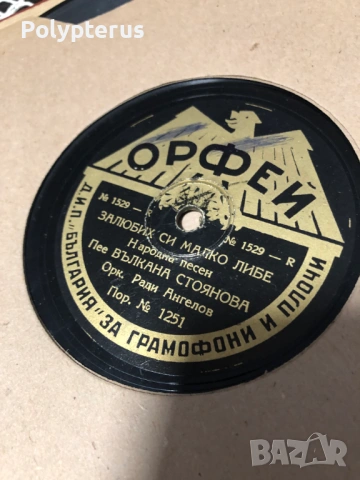 Polypterus
ОРФЕЙ
№ 1529 – № 1529 – R
ЗАЛЮБИХ СИ МАЛКО ЛИБЕ
Народна песен
Пее ВЪЛКАНА СТОЯНОВА
Орк. Ради Ангелов
Пор. № 1251
Д.И.П. „БЪЛГАРИЯ" ЗА ГРАМОФОНИ И ПЛОЧИ
BAZAR